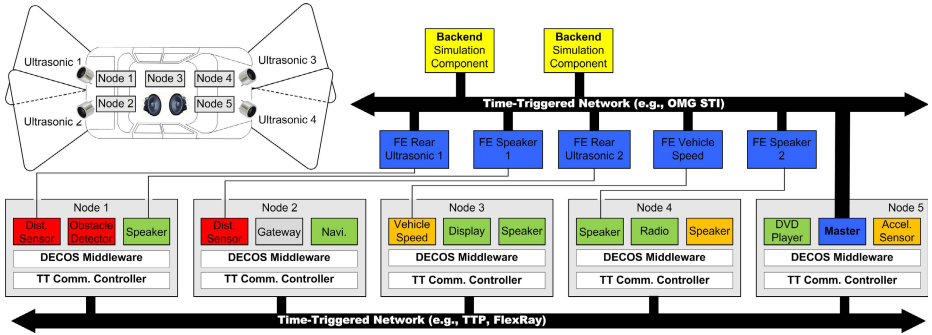 Ultrasonic 1
Ultrasonic 2
Ultrasonic 3
Ultrasonic 4
Node 1
Node 3
Node 4
Node 2
Node 5
Backend
Simulation
Component
Backend
Simulation
Component
Time-Triggered Network (e.g., OMG STI)
FE Rear
Ultrasonic 1
FE Speaker
1
FE Rear
Ultrasonic 2
FE Vehicle
Speed
FE Speaker
2
Node 1
Dist.
Sensor
Obstacle
Detector
Speaker
DECOS Middleware
TT Comm. Controller
Node 2
Dist.
Sensor
Gateway
Navi.
DECOS Middleware
TT Comm. Controller
Node 3
Vehicle
Speed
Display
Speaker
DECOS Middleware
TT Comm. Controller
Node 4
Speaker
Radio
Speaker
DECOS Middleware
TT Comm. Controller
Node 5
DVD
Player
Master
Accel.
Sensor
DECOS Middleware
TT Comm. Controller
Time-Triggered Network (e.g., TTP, FlexRay)